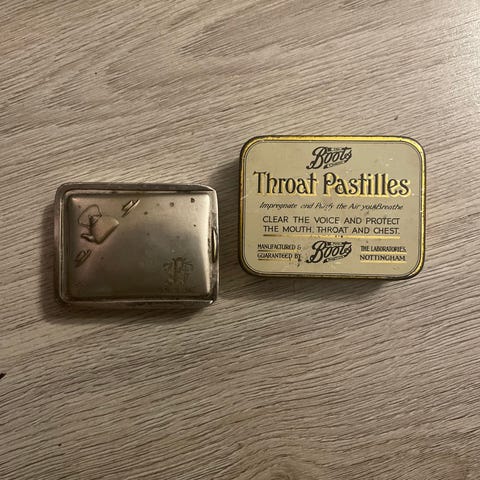 THE
Boots
Throat Pastilles
Impregnate and Purify the Air you Breathe
CLEAR THE VOICE AND PROTECT
THE MOUTH, THROAT AND CHEST.
MANUFACTURED & GUARANTEED BY
Boots
THE LABORATORIES, NOTTINGHAM